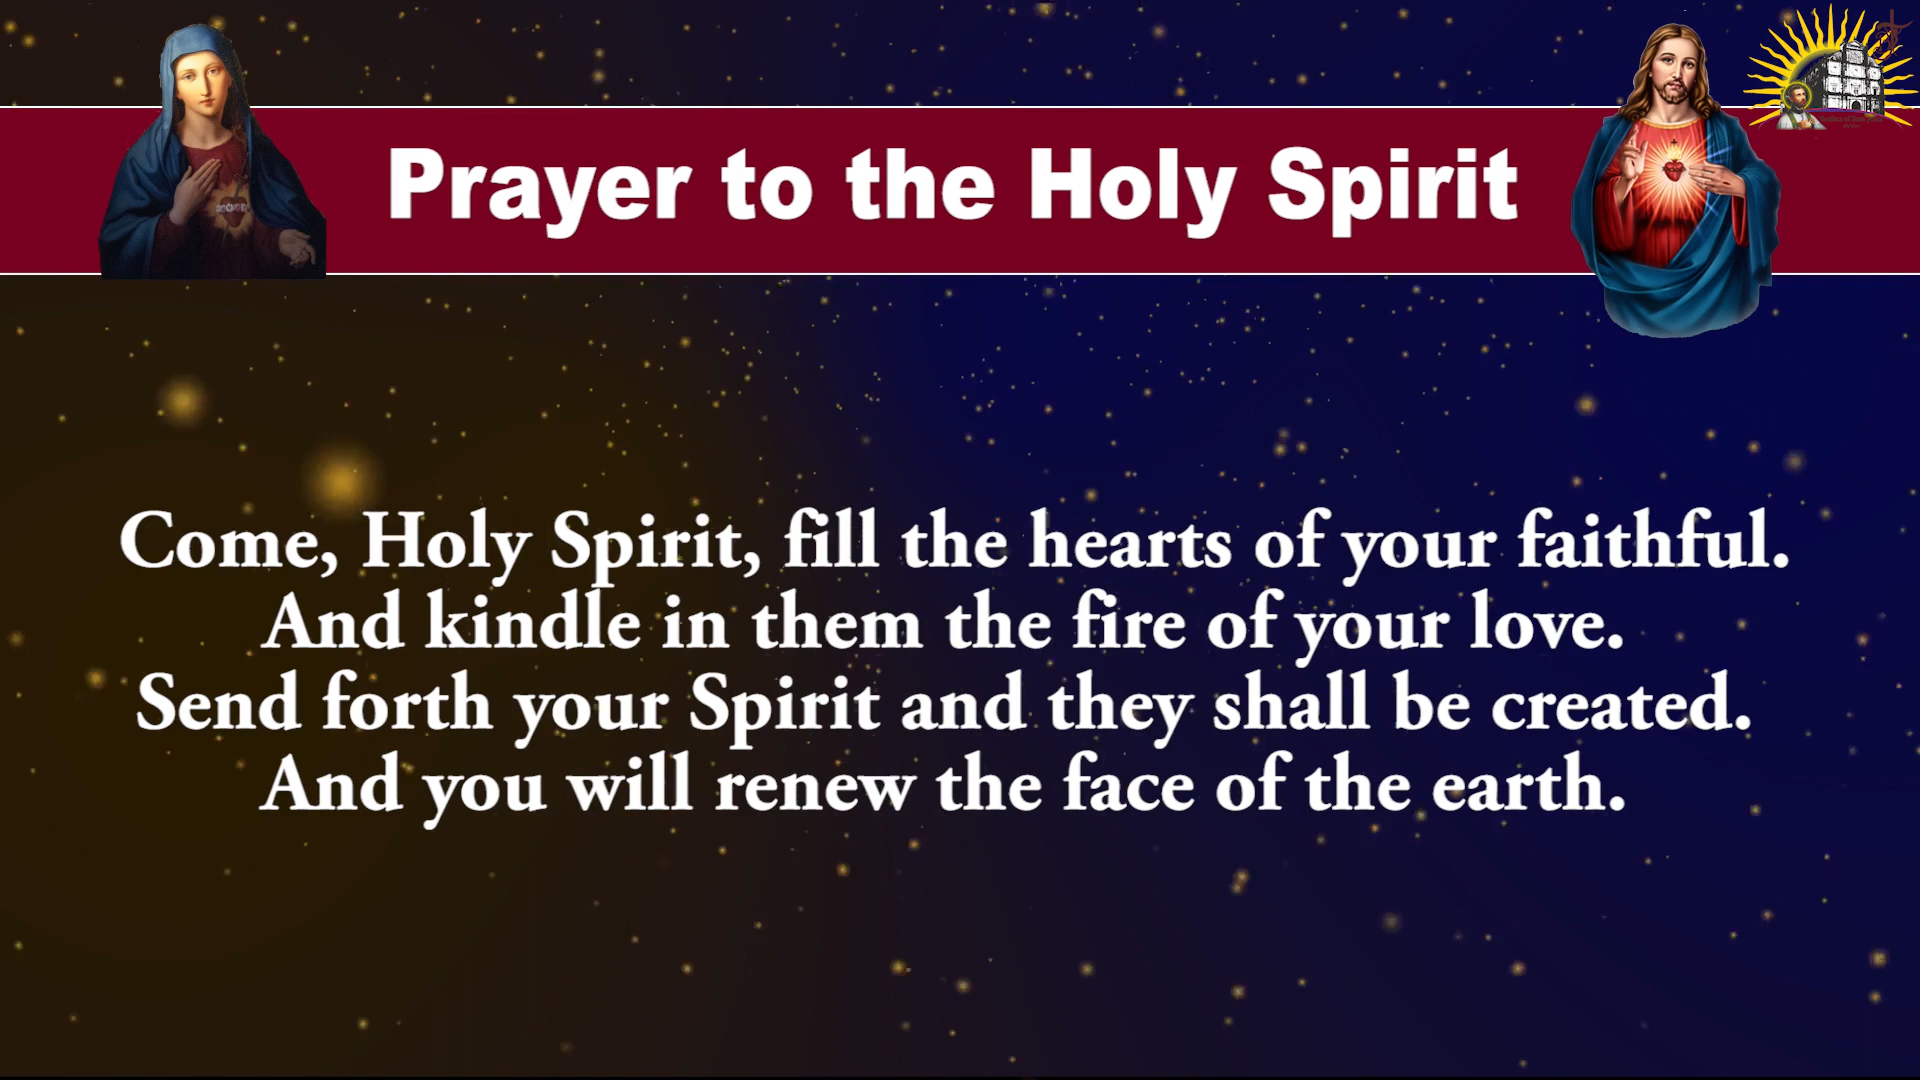 Prayer to the Holy Spirit
Come, Holy Spirit, fill the hearts of your faithful.
And kindle in them the fire of your love.
Send forth your Spirit and they shall be created.
And you will renew the face of the earth.